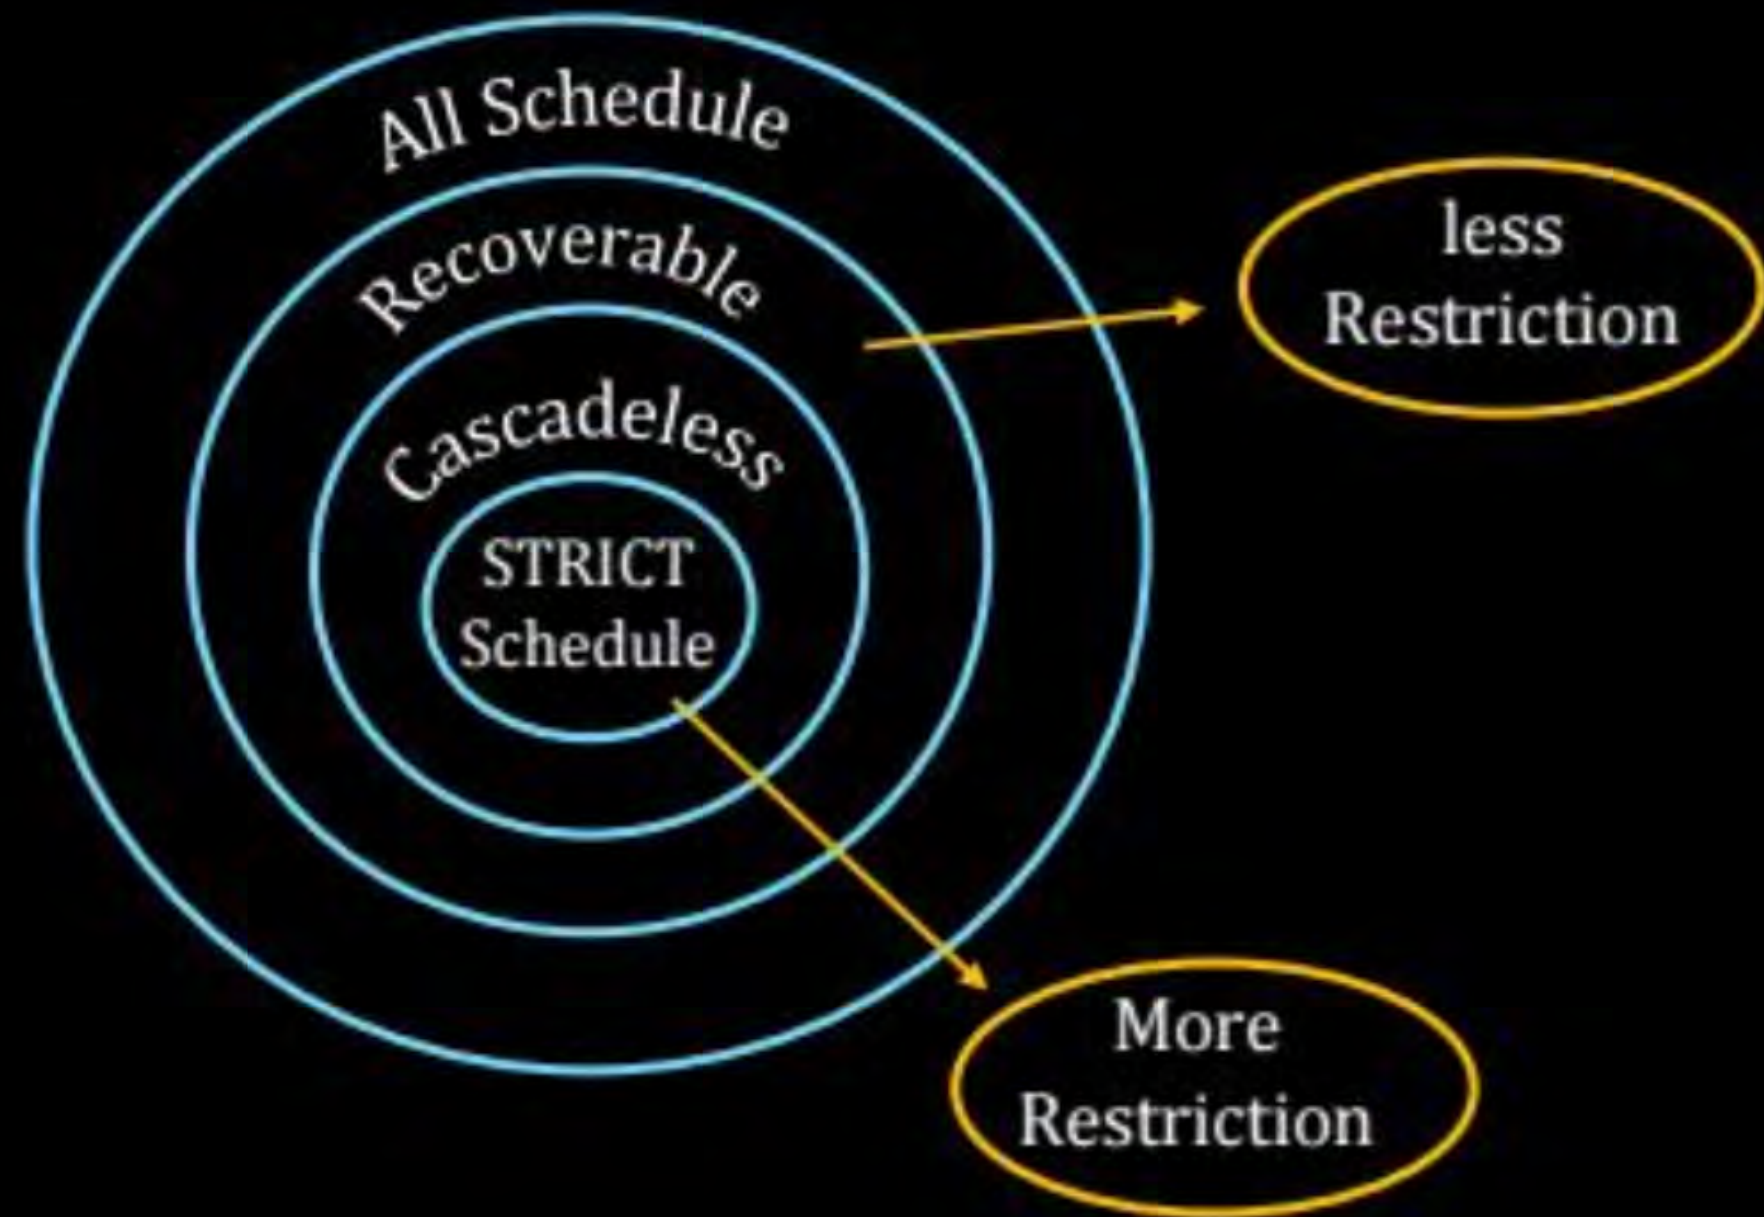 All Schedule
Recoverable
Cascadeless
STRICT
Schedule
less
Restriction
More
Restriction